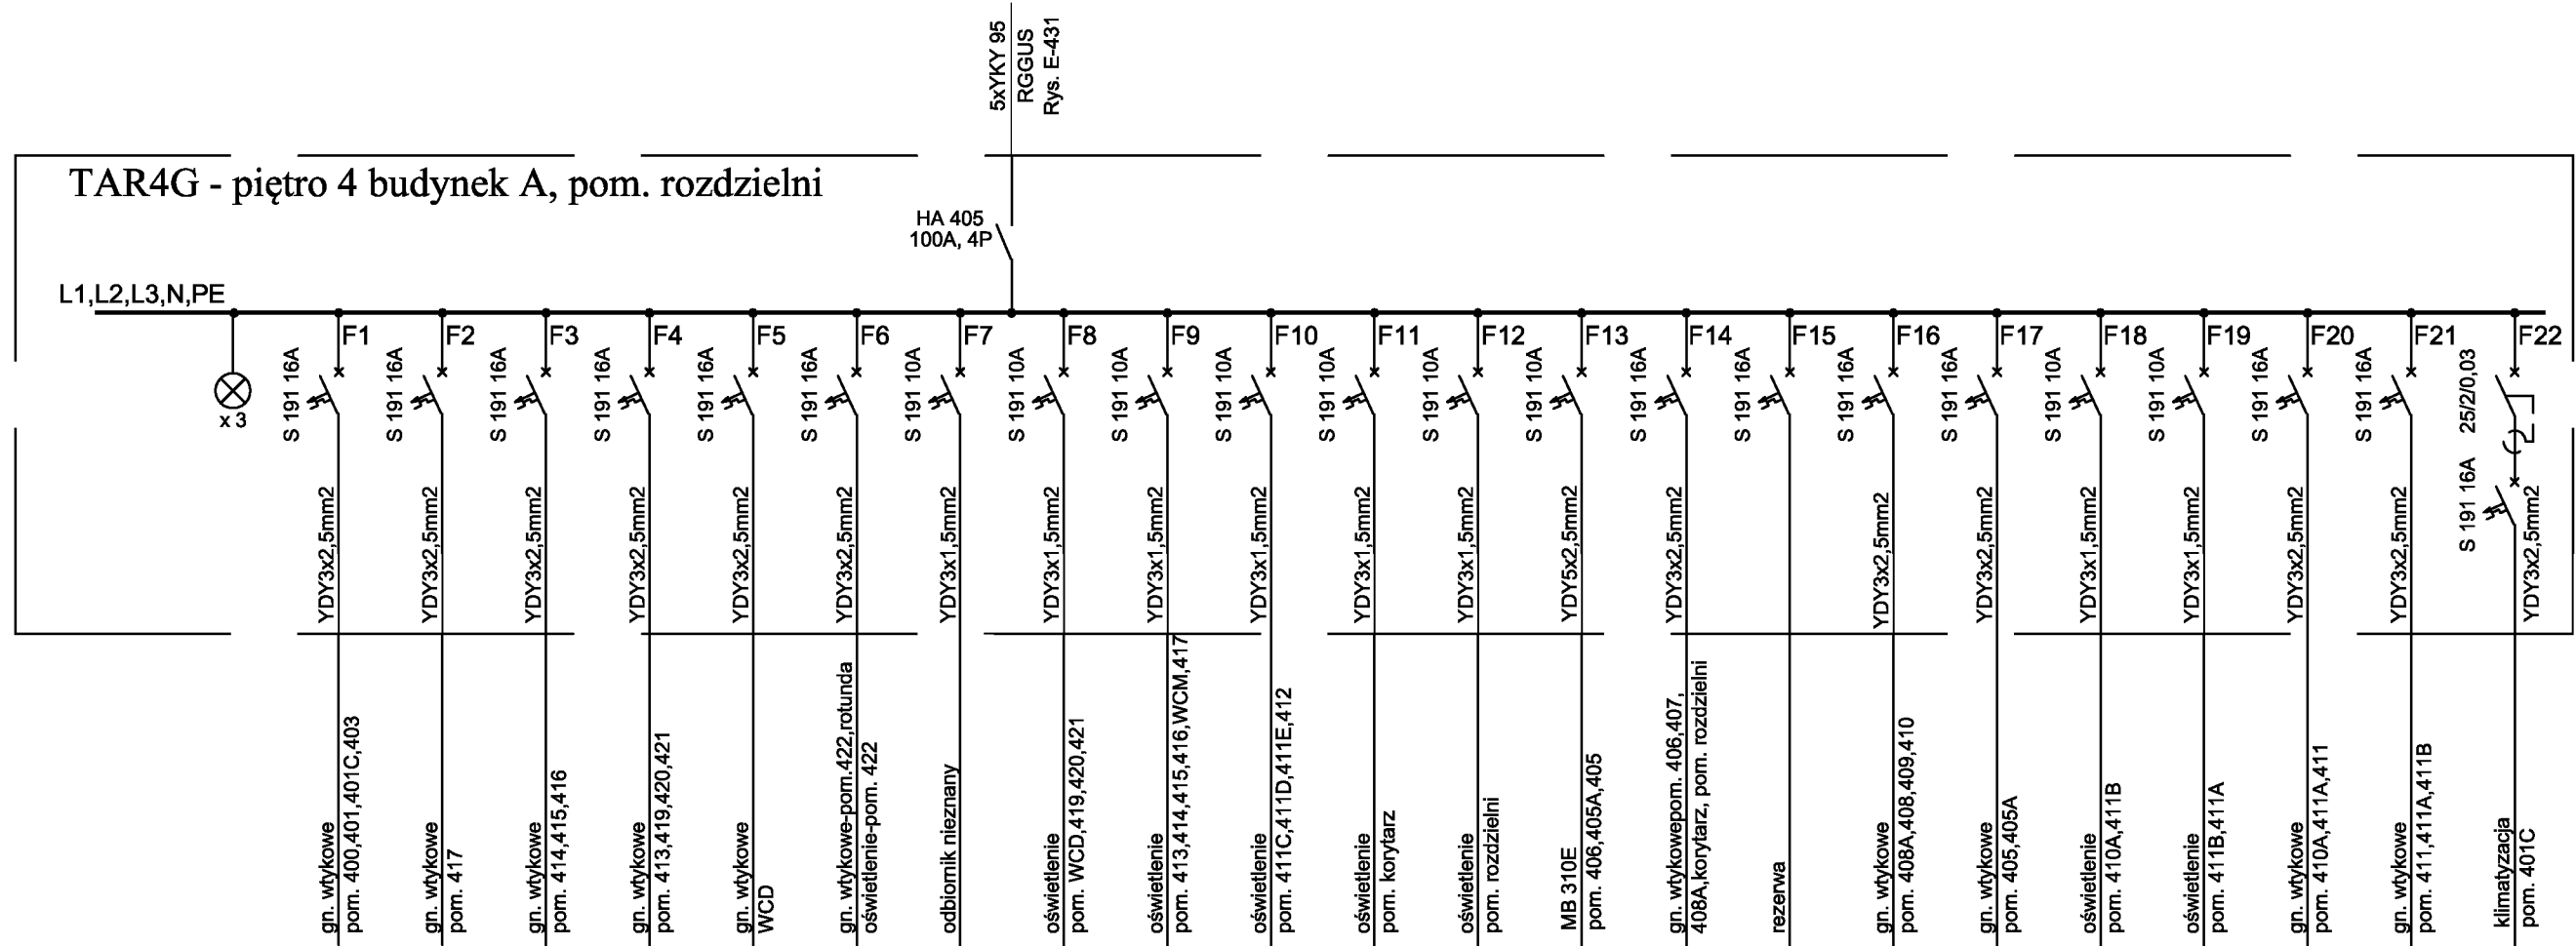 5xYKY 95
RGGUS
Rys. E-431
TAR4G - piętro 4 budynek A, pom. rozdzielni
HA 405
100A, 4P
L1,L2,L3,N,PE
x 3
F1
S 191 16A
YDY3x2,5mm2
gn. wtykowe
pom. 400,401,401C,403
F2
S 191 16A
YDY3x2,5mm2
gn. wtykowe
pom. 417
F3
S 191 16A
YDY3x2,5mm2
gn. wtykowe
pom. 414,415,416
F4
S 191 16A
YDY3x2,5mm2
gn. wtykowe
pom. 413,419,420,421
F5
S 191 16A
YDY3x2,5mm2
gn. wtykowe
WCD
F6
S 191 16A
YDY3x2,5mm2
gn. wtykowe-pom.422,rotunda
oświetlenie-pom. 422
F7
S 191 10A
YDY3x1,5mm2
odbiornik nieznany
F8
S 191 10A
YDY3x1,5mm2
oświetlenie
pom. WCD,419,420,421
F9
S 191 10A
YDY3x1,5mm2
oświetlenie
pom. 413,414,415,416,WCM,417
F10
S 191 10A
YDY3x1,5mm2
oświetlenie
pom. 411C,411D,411E,412
F11
S 191 10A
YDY3x1,5mm2
oświetlenie
pom. korytarz
F12
S 191 10A
YDY3x1,5mm2
oświetlenie
pom. rozdzielni
F13
S 191 10A
YDY5x2,5mm2
MB 310E
pom. 406,405A,405
F14
S 191 16A
YDY3x2,5mm2
gn. wtykowepom. 406,407,
408A,korytarz, pom. rozdzielni
F15
S 191 16A
rezerwa
F16
S 191 16A
YDY3x2,5mm2
gn. wtykowe
pom. 408A,408,409,410
F17
S 191 16A
YDY3x2,5mm2
gn. wtykowe
pom. 405,405A
F18
S 191 10A
YDY3x1,5mm2
oświetlenie
pom. 410A,411B
F19
S 191 10A
YDY3x1,5mm2
oświetlenie
pom. 411B,411A
F20
S 191 16A
YDY3x2,5mm2
gn. wtykowe
pom. 410A,411A,411
F21
S 191 16A
YDY3x2,5mm2
gn. wtykowe
pom. 411,411A,411B
F22
25/2/0,03
S 191 16A
YDY3x2,5mm2
klimatyzacja
pom. 401C